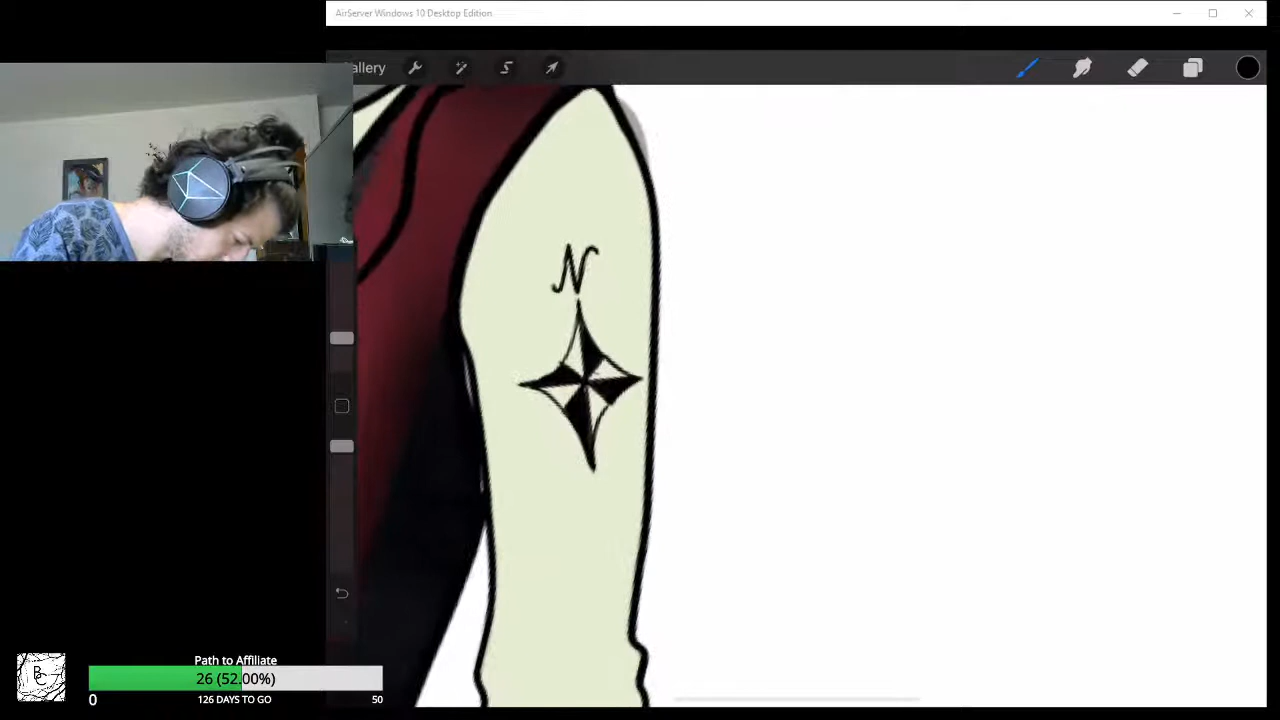 AirServer Windows 10 Desktop Edition
allery
N
Path to Affiliate
26 (52.00%)
0
126 DAYS TO GO
50
B